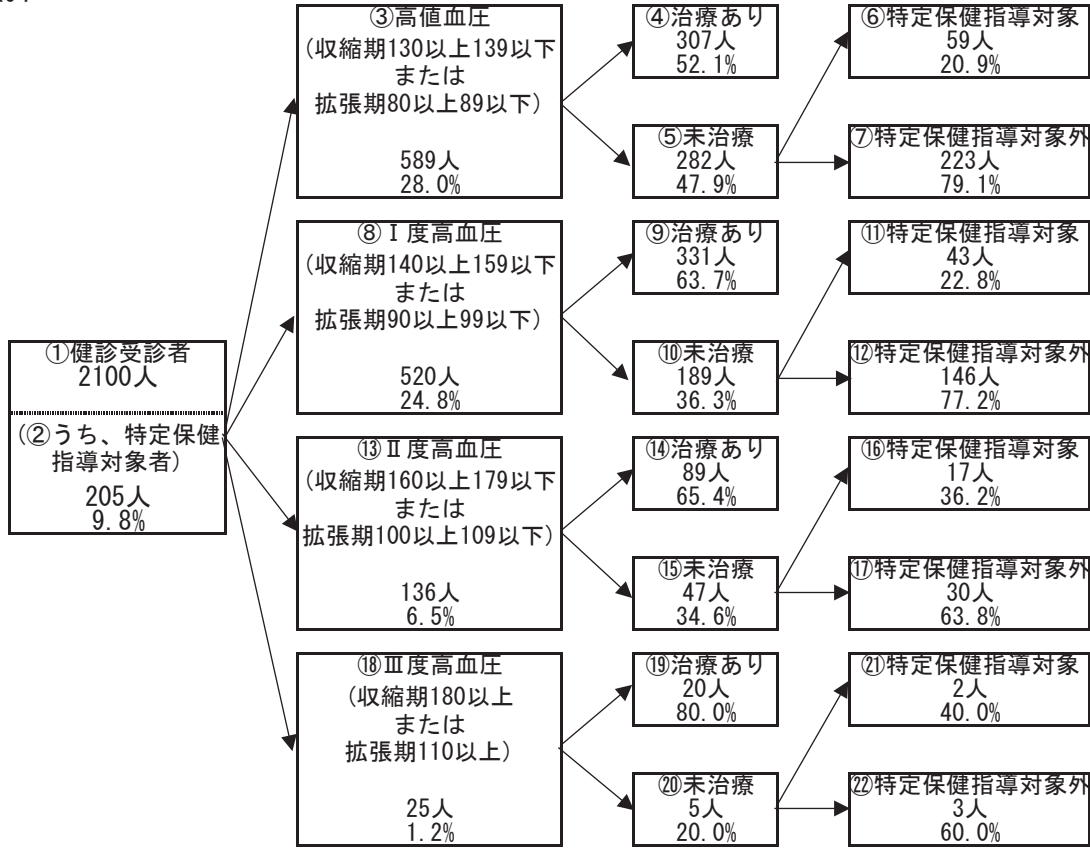 ①健診受診者
2100人
(②うち、特定保健
指導対象者)
205人
9.8%
③高値血圧
(収縮期130以上139以下
または
拡張期80以上89以下)
589人
28.0%
④治療あり
307人
52.1%
⑤未治療
282人
47.9%
⑥特定保健指導対象
59人
20.9%
⑦特定保健指導対象外
223人
79.1%
⑧Ⅰ度高血圧
(収縮期140以上159以下
または
拡張期90以上99以下)
520人
24.8%
⑨治療あり
331人
63.7%
⑩未治療
189人
36.3%
⑪特定保健指導対象
43人
22.8%
⑫特定保健指導対象外
146人
77.2%
⑬Ⅱ度高血圧
(収縮期160以上179以下
または
拡張期100以上109以下)
136人
6.5%
⑭治療あり
89人
65.4%
⑮未治療
47人
34.6%
⑯特定保健指導対象
17人
36.2%
⑰特定保健指導対象外
30人
63.8%
⑱Ⅲ度高血圧
(収縮期180以上
または
拡張期110以上)
25人
1.2%
⑲治療あり
20人
80.0%
⑳未治療
5人
20.0%
㉑特定保健指導対象
2人
40.0%
㉒特定保健指導対象外
3人
60.0%